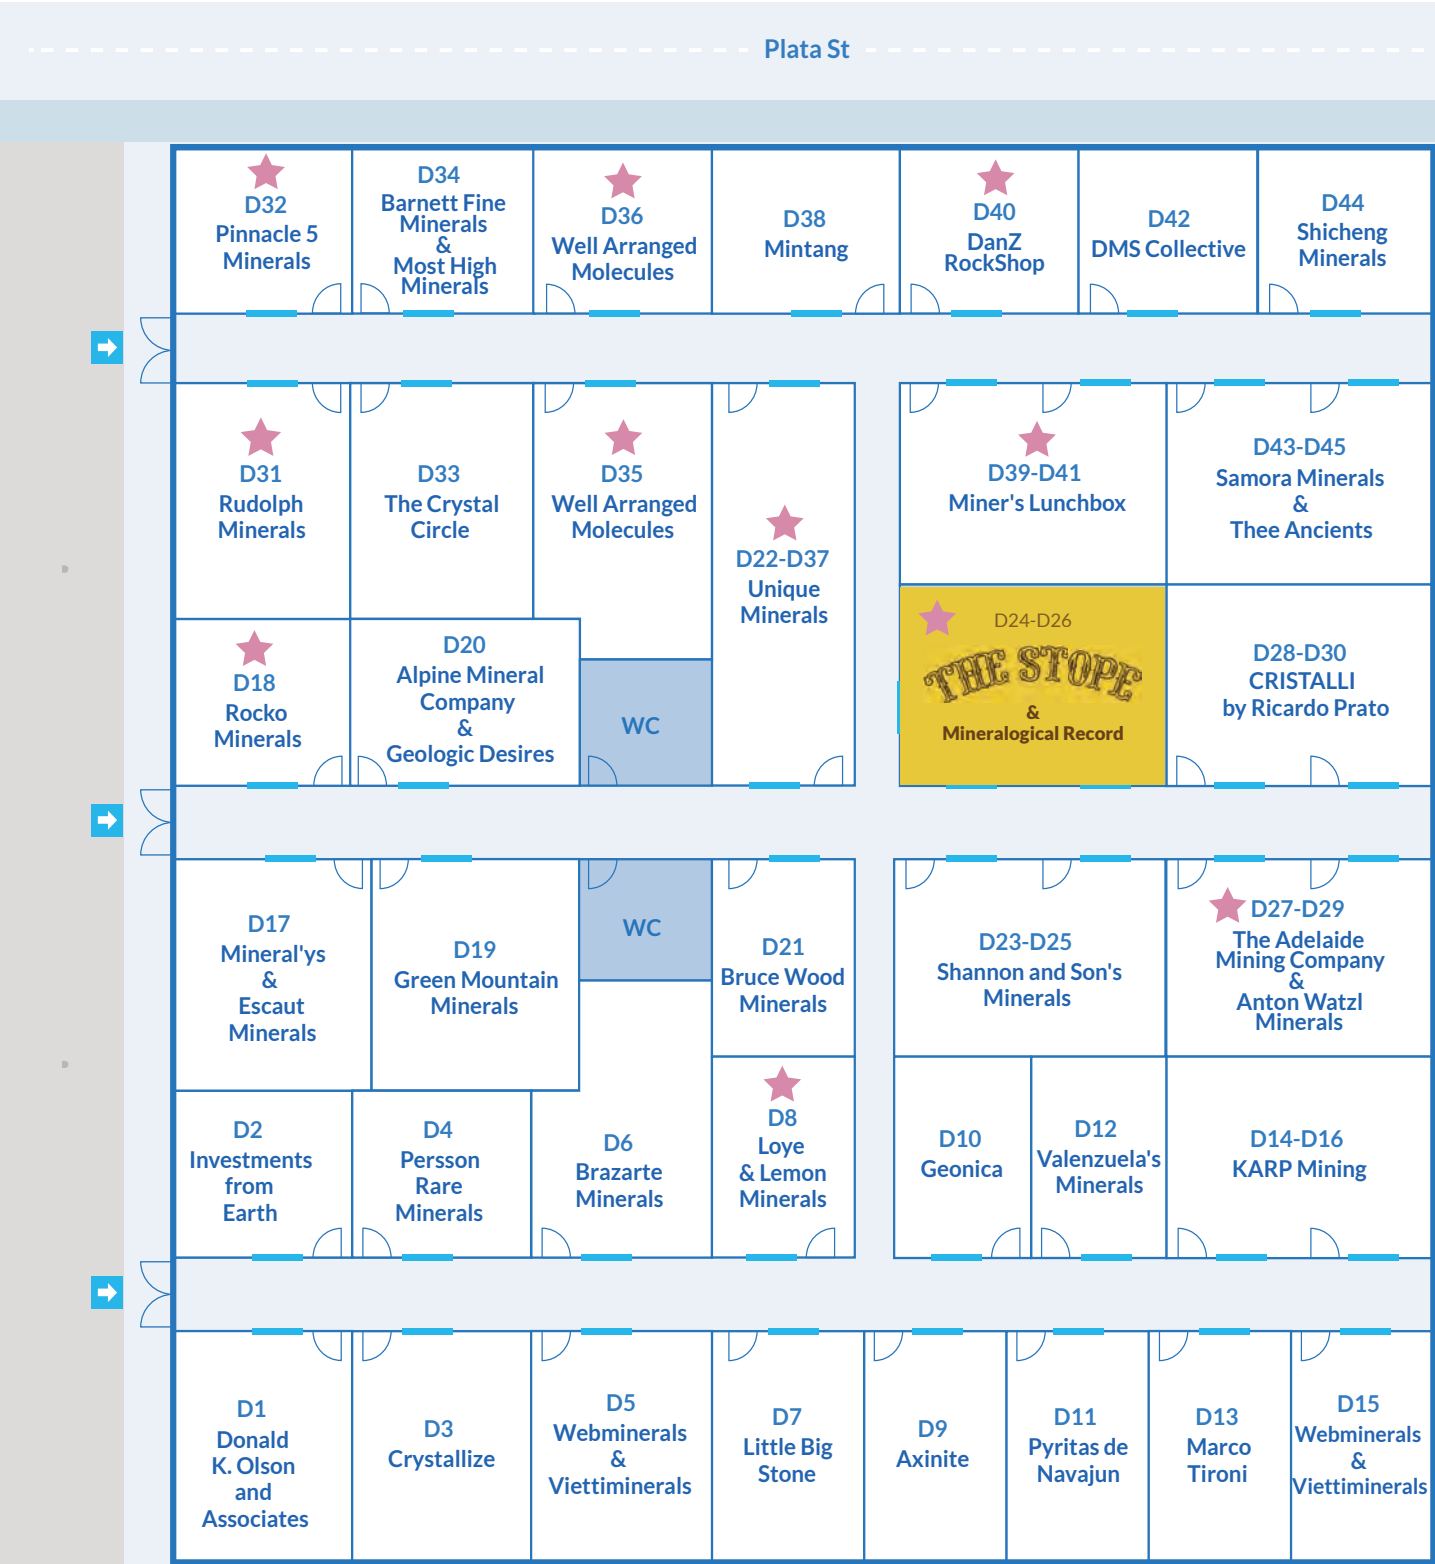 Plata St
D32
Pinnacle 5
Minerals
D34
Barnett Fine
Minerals
&
Most High
Minerals
D36
Well Arranged
Molecules
D38
Mintang
D40
DanZ
RockShop
D42
DMS Collective
D44
Shicheng
Minerals
D31
Rudolph
Minerals
D33
The Crystal
Circle
D35
Well Arranged
Molecules
D22-D37
Unique
Minerals
D39-D41
Miner's Lunchbox
D43-D45
Samora Minerals
&
Thee Ancients
D18
Rocko
Minerals
D20
Alpine Mineral
Company
&
Geologic Desires
WC
D24-D26
THE STOPE
&
Mineralogical Record
D28-D30
CRISTALLI
by Ricardo Prato
D17
Mineral'ys
&
Escaut
Minerals
D19
Green Mountain
Minerals
WC
D21
Bruce Wood
Minerals
D23-D25
Shannon and Son's
Minerals
D27-D29
The Adelaide
Mining Company
&
Anton Watzl
Minerals
D2
Investments
from
Earth
D4
Persson
Rare
Minerals
D6
Brazarte
Minerals
D8
Loye
& Lemon
Minerals
D10
Geonica
D12
Valenzuela's
Minerals
D14-D16
KARP Mining
D1
Donald
K. Olson
and
Associates
D3
Crystallize
D5
Webminerals
&
Viettiminerals
D7
Little Big
Stone
D9
Axinite
D11
Pyritas de
Navajun
D13
Marco
Tironi
D15
Webminerals
&
Viettiminerals